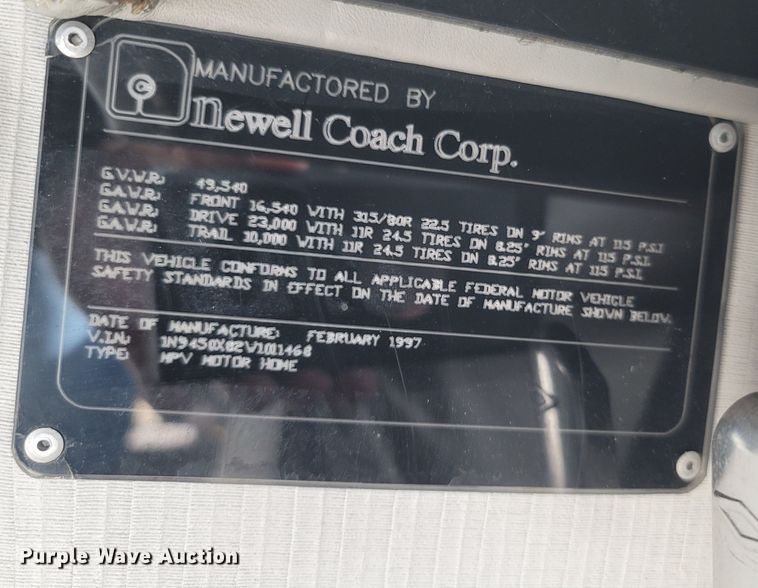 MANUFACTORED BY
Newell Coach Corp.
G.V.W.R: 49,540
G.A.W.R: FRONT 16,540 WITH 315/80R 22.5 TIRES ON 9" RIMS AT 115 P.S.I.
G.A.W.R: DRIVE 23,000 WITH 11R 24.5 TIRES ON 8.25" RIMS AT 115 P.S.I.
G.A.W.R: TRAIL 10,000 WITH 11R 24.5 TIRES ON 8.25" RIMS AT 115 P.S.I.
THIS VEHICLE CONFORMS TO ALL APPLICABLE FEDERAL MOTOR VEHICLE
SAFETY STANDARDS IN EFFECT ON THE DATE OF MANUFACTURE SHOWN BELOW.
DATE OF MANUFACTURE: FEBRUARY 1997
V.I.N.:
TYPE: MPV MOTOR HOME
Purple Wave Auction